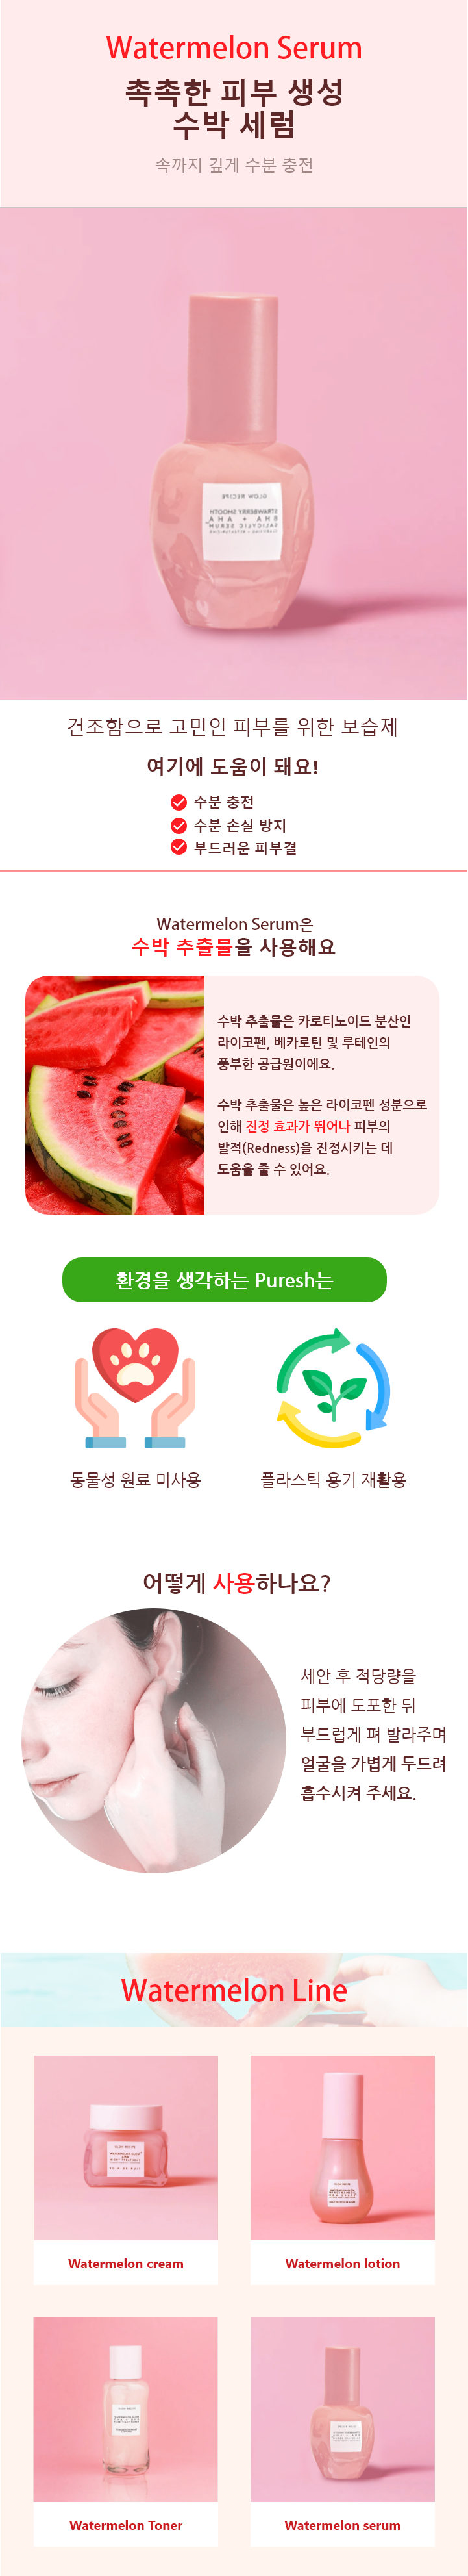 Watermelon Serum
촉촉한 피부 생성
수박 세럼
속까지 깊게 수분 충전
GLOW RECIPE
STRAWBERRY SMOOTH
BHA + AHA
SALICYLIC SERUM
건조함으로 고민인 피부를 위한 보습제
여기에 도움이 돼요!
수분 충전
수분 손실 방지
부드러운 피부결
Watermelon Serum은
수박 추출물을 사용해요
수박 추출물은 카로티노이드 분산인
라이코펜, 베카로틴 및 루테인의
풍부한 공급원이에요.
수박 추출물은 높은 라이코펜 성분으로
인해 진정 효과가 뛰어나 피부의
발적(Redness)을 진정시키는 데
도움을 줄 수 있어요.
환경을 생각하는 Puresh는
동물성 원료 미사용
플라스틱 용기 재활용
어떻게 사용하나요?
세안 후 적당량을
피부에 도포한 뒤
부드럽게 펴 발라주며
얼굴을 가볍게 두드려
흡수시켜 주세요.
Watermelon Line
GLOW RECIPE
WATERMELON GLOW
Watermelon cream
Watermelon lotion
Watermelon Toner
Watermelon serum